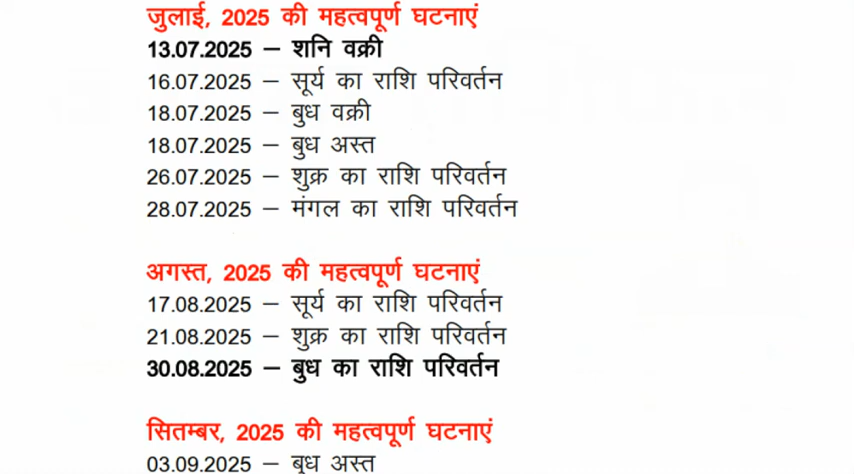 जुलाई, 2025 की महत्वपूर्ण घटनाएं
13.07.2025 – शनि वक्री
16.07.2025 – सूर्य का राशि परिवर्तन
18.07.2025 – बुध वक्री
18.07.2025 – बुध अस्त
26.07.2025 – शुक्र का राशि परिवर्तन
28.07.2025 – मंगल का राशि परिवर्तन
अगस्त, 2025 की महत्वपूर्ण घटनाएं
17.08.2025 – सूर्य का राशि परिवर्तन
21.08.2025 – शुक्र का राशि परिवर्तन
30.08.2025 – बुध का राशि परिवर्तन
सितम्बर, 2025 की महत्वपूर्ण घटनाएं
03.09.2025 – बुध अस्त